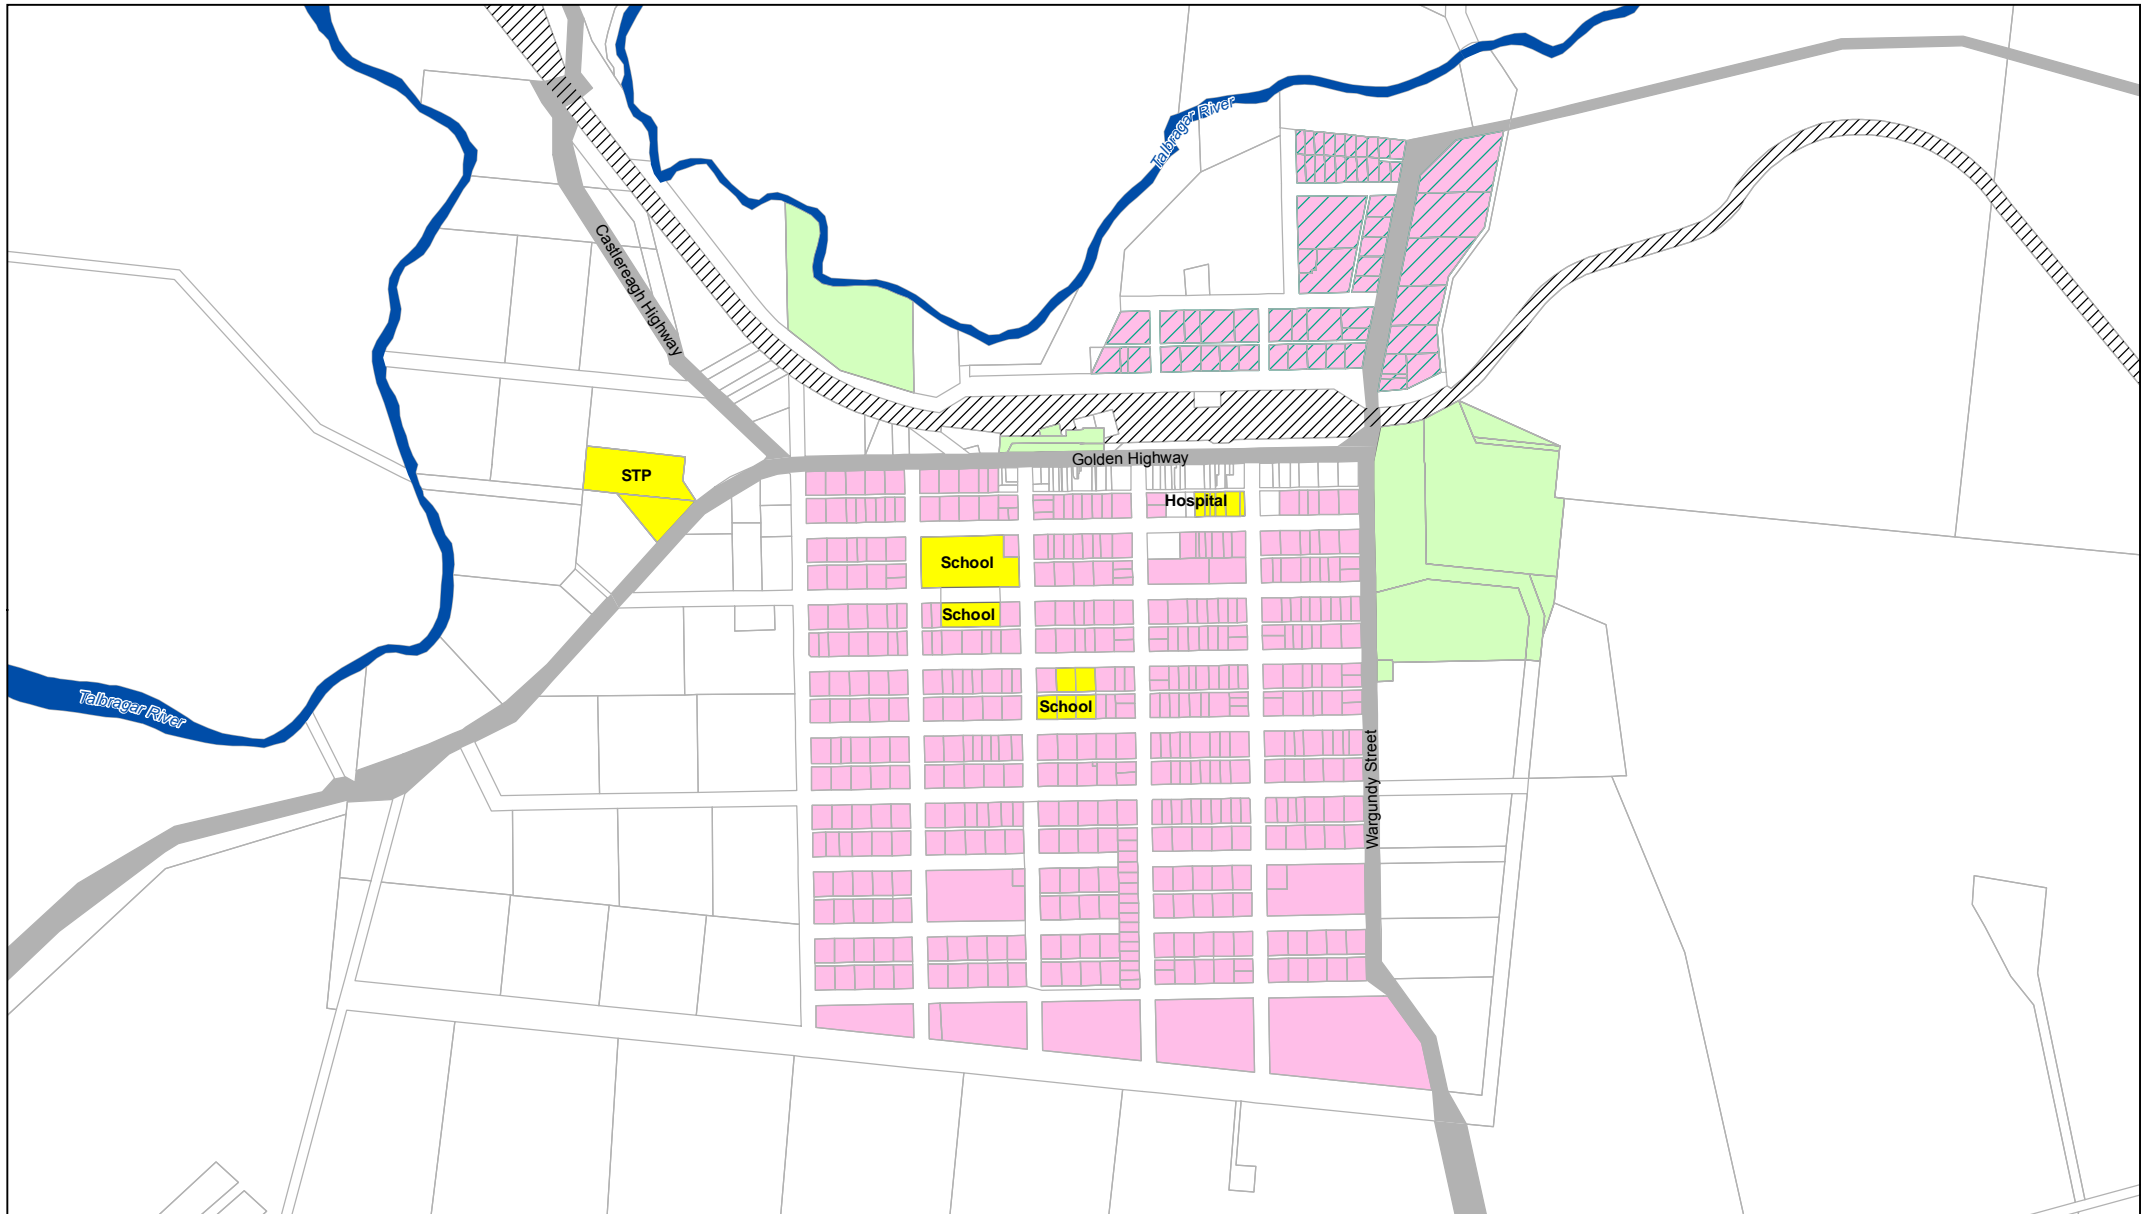 Talbragar River
Castlereagh Highway
Golden Highway
STP
Hospital
School
School
School
Talbragar River
Wargundy Street